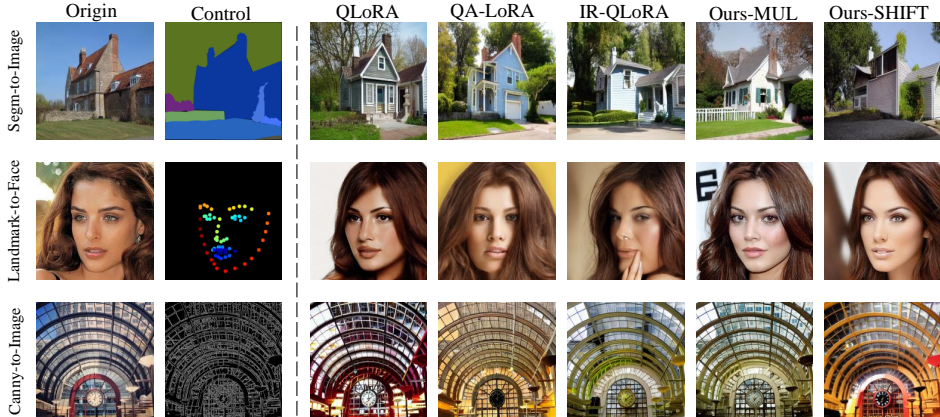 Origin Control QLoRA QA-LoRA IR-QLoRA Ours-MUL Ours-SHIFT
Segm-to-Image
Landmark-to-Face
Canny-to-Image